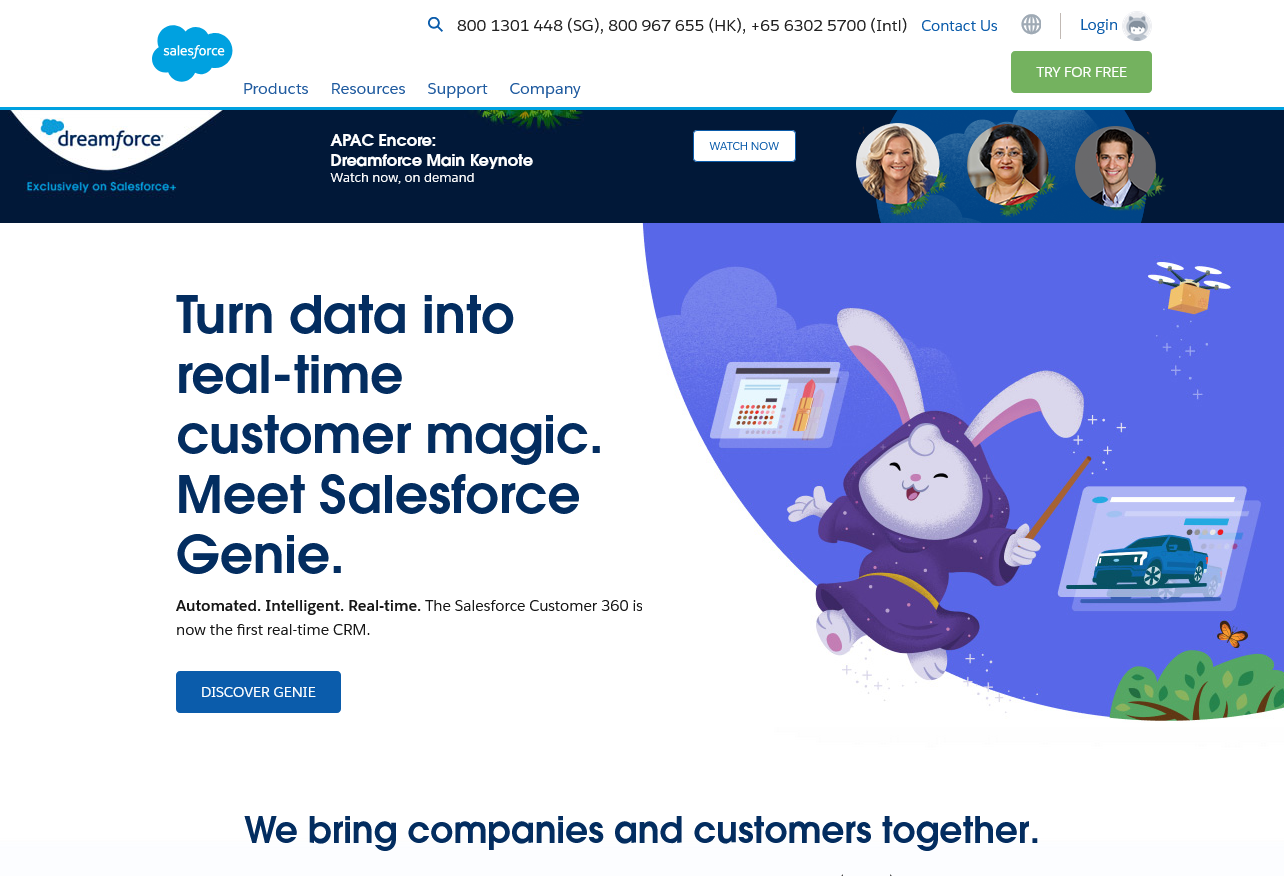 800 1301 448 (SG), 800 967 655 (HK), +65 6302 5700 (Intl)
Contact Us
Login
salesforce
TRY FOR FREE
Products
Resources
Support
Company
dreamforce
Exclusively on Salesforce+
APAC Encore:
Dreamforce Main Keynote
Watch now, on demand
WATCH NOW
Turn data into
real-time
customer magic.
Meet Salesforce
Genie.
Automated. Intelligent. Real-time. The Salesforce Customer 360 is
now the first real-time CRM.
DISCOVER GENIE
We bring companies and customers together.